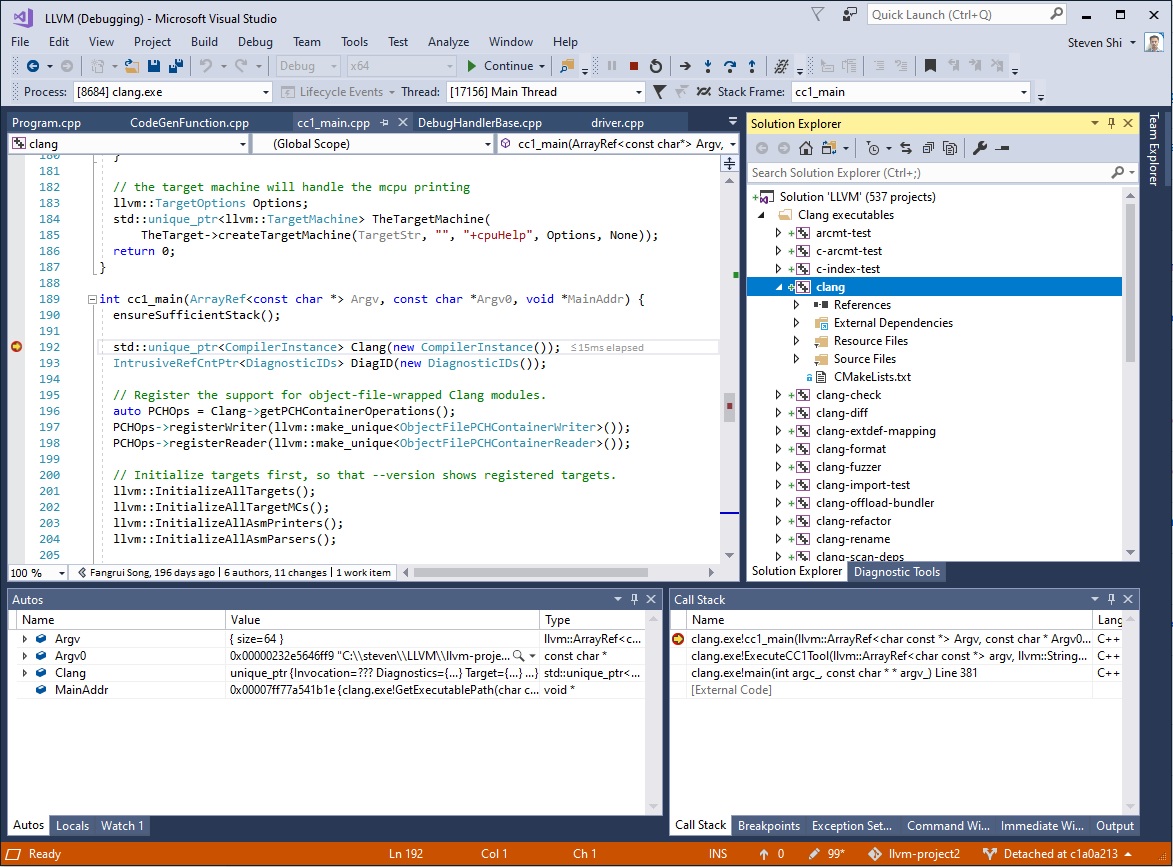 LLVM (Debugging) - Microsoft Visual Studio
Quick Launch (Ctrl+Q)
File Edit View Project Build Debug Team Tools Test Analyze Window Help
Steven Shi
Debug x64 Continue
Process: [8684] clang.exe Lifecycle Events Thread: [17156] Main Thread Stack Frame: cc1_main
Program.cpp CodeGenFunction.cpp cc1_main.cpp DebugHandlerBase.cpp driver.cpp
clang (Global Scope) cc1_main(ArrayRef<const char*> Argv,
180 }
181
182 // the target machine will handle the mcpu printing
183 llvm::TargetOptions Options;
184 std::unique_ptr<llvm::TargetMachine> TheTargetMachine(
185 TheTarget->createTargetMachine(TargetStr, "", "+cpuHelp", Options, None));
186 return 0;
187 }
188
189 int cc1_main(ArrayRef<const char *> Argv, const char *Argv0, void *MainAddr) {
190 ensureSufficientStack();
191
192 std::unique_ptr<CompilerInstance> Clang(new CompilerInstance()); ≤15ms elapsed
193 IntrusiveRefCntPtr<DiagnosticIDs> DiagID(new DiagnosticIDs());
194
195 // Register the support for object-file-wrapped Clang modules.
196 auto PCHOps = Clang->getPCHContainerOperations();
197 PCHOps->registerWriter(llvm::make_unique<ObjectFilePCHContainerWriter>());
198 PCHOps->registerReader(llvm::make_unique<ObjectFilePCHContainerReader>());
199
200 // Initialize targets first, so that --version shows registered targets.
201 llvm::InitializeAllTargets();
202 llvm::InitializeAllTargetMCs();
203 llvm::InitializeAllAsmPrinters();
204 llvm::InitializeAllAsmParsers();
205
100 % Fangrui Song, 196 days ago | 6 authors, 11 changes | 1 work item
Solution Explorer
Search Solution Explorer (Ctrl+;)
Solution 'LLVM' (537 projects)
Clang executables
arcmt-test
c-arcmt-test
c-index-test
clang
References
External Dependencies
Resource Files
Source Files
CMakeLists.txt
clang-check
clang-diff
clang-extdef-mapping
clang-format
clang-fuzzer
clang-import-test
clang-offload-bundler
clang-refactor
clang-rename
clang-scan-deps
Solution Explorer Diagnostic Tools
Team Explorer
Autos
Name Value Type
Argv { size=64 } llvm::ArrayRef<c...
Argv0 0x00000232e5646ff9 "C:\\steven\\LLVM\\llvm-proje... const char *
Clang unique_ptr {Invocation=??? Diagnostics={...} Target={...} ...} std::unique_ptr<...
MainAddr 0x00007ff77a541b1e {clang.exe!GetExecutablePath(char c... void *
Autos Locals Watch 1
Call Stack
Name Lang
clang.exe!cc1_main(llvm::ArrayRef<char const *> Argv, const char * Argv0... C++
clang.exe!ExecuteCC1Tool(llvm::ArrayRef<char const *> argv, llvm::String... C++
clang.exe!main(int argc_, const char * * argv_) Line 381 C++
[External Code]
Call Stack Breakpoints Exception Set... Command Wi... Immediate Wi... Output
Ready Ln 192 Col 1 Ch 1 INS 0 99* llvm-project2 Detached at c1a0a213